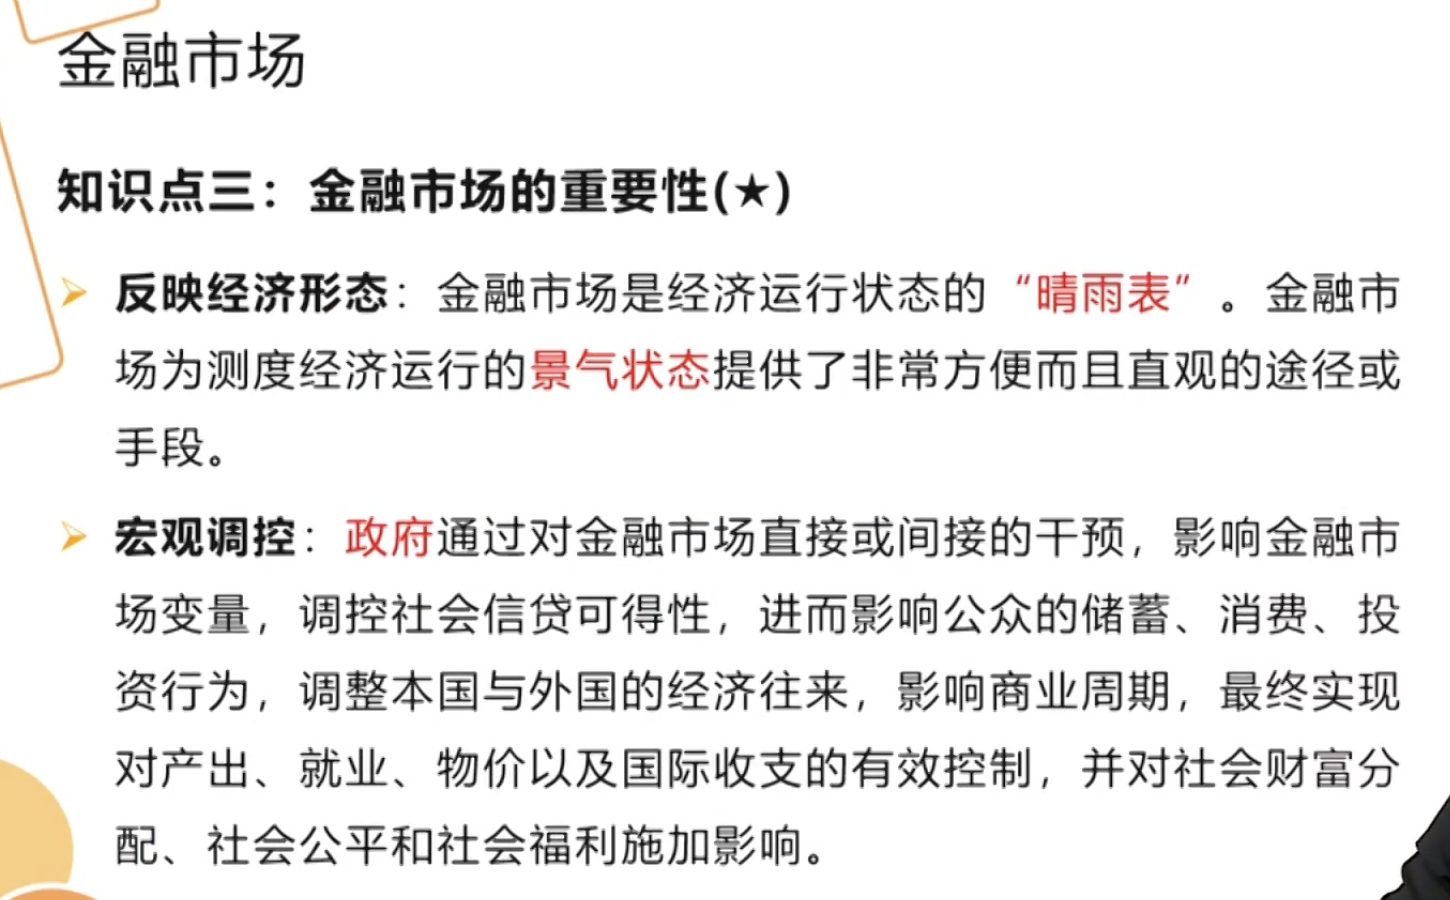 金融市场
知识点三：金融市场的重要性(★)
反映经济形态：金融市场是经济运行状态的“晴雨表”。金融市
场为测度经济运行的景气状态提供了非常方便而且直观的途径或
手段。
宏观调控：政府通过对金融市场直接或间接的干预，影响金融市
场变量，调控社会信贷可得性，进而影响公众的储蓄、消费、投
资行为，调整本国与外国的经济往来，影响商业周期，最终实现
对产出、就业、物价以及国际收支的有效控制，并对社会财富分
配、社会公平和社会福利施加影响。